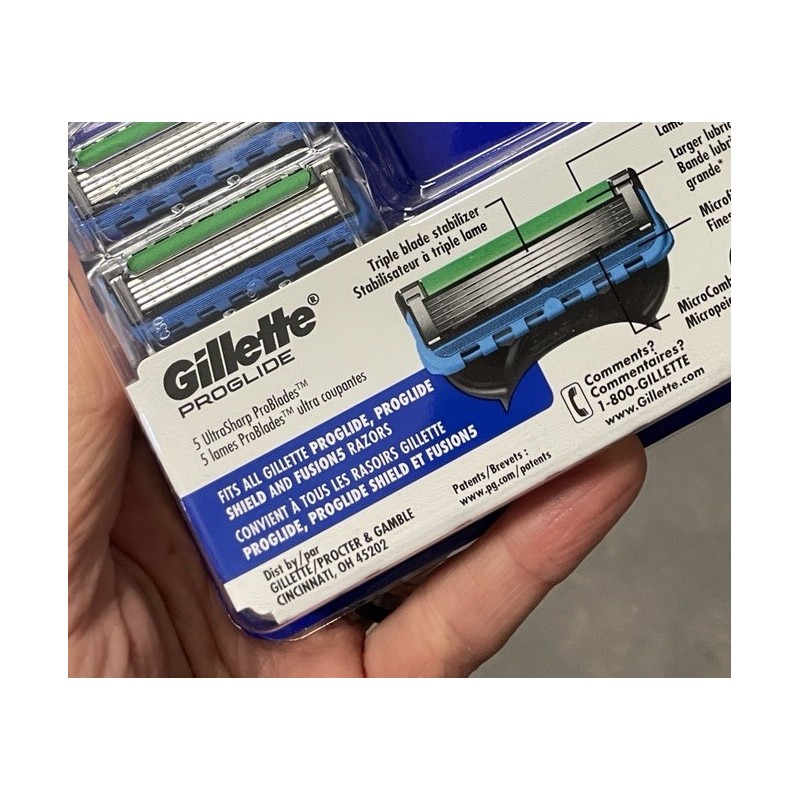 Triple blade stabilizer
Stabilisateur à triple lame
Larger
grande*
Gillette®
PROGLIDE
5 UltraSharp ProBlades™
5 lames ProBlades™ ultra coupantes
FITS ALL GILLETTE PROGLIDE, PROGLIDE
SHIELD AND FUSION5 RAZORS
CONVIENT À TOUS LES RASOIRS GILLETTE
PROGLIDE, PROGLIDE SHIELD ET FUSION5
Comments?
Commentaires?
1-800-GILLETTE
www.Gillette.com
Patents/Brevets :
www.pg.com/patents
Dist by/par
GILLETTE/PROCTER & GAMBLE
CINCINNATI, OH 45202